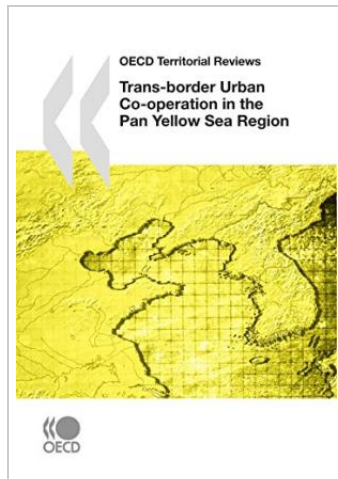 OECD Territorial Reviews
Trans-border Urban
Co-operation in the
Pan Yellow Sea Region
OECD